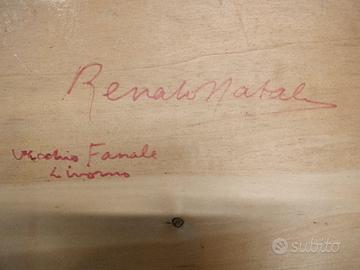 Renato Natali
Vecchio Fanale
Livorno
subito